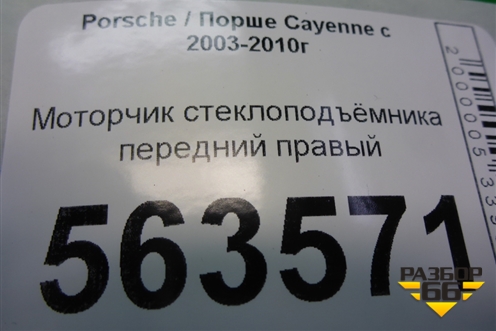 Porsche / Порше Cayenne с
2003-2010г
Моторчик стеклоподъёмника
передний правый
563571
РАЗБОР
66